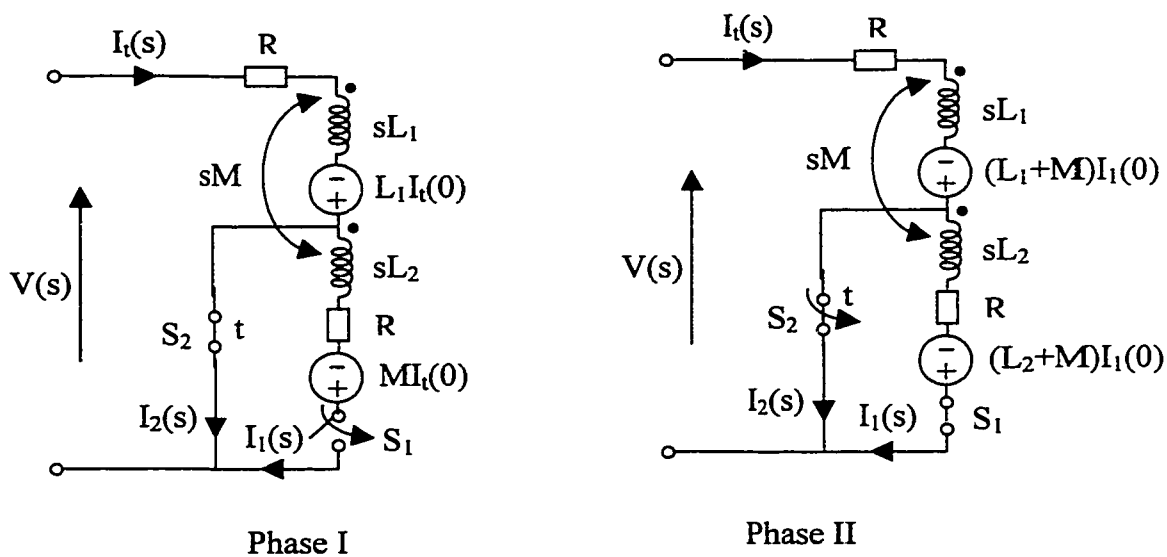 I₁(s)
R
sL₁
sM
L₁Iₜ(0)
V(s)
sL₂
S₂
t
R
MIₜ(0)
I₂(s)
I₁(s)
S₁
Phase I
Iₜ(s)
R
sL₁
sM
(L₁+M)I₁(0)
V(s)
sL₂
t
S₂
R
(L₂+M)I₁(0)
I₂(s)
I₁(s)
S₁
Phase II